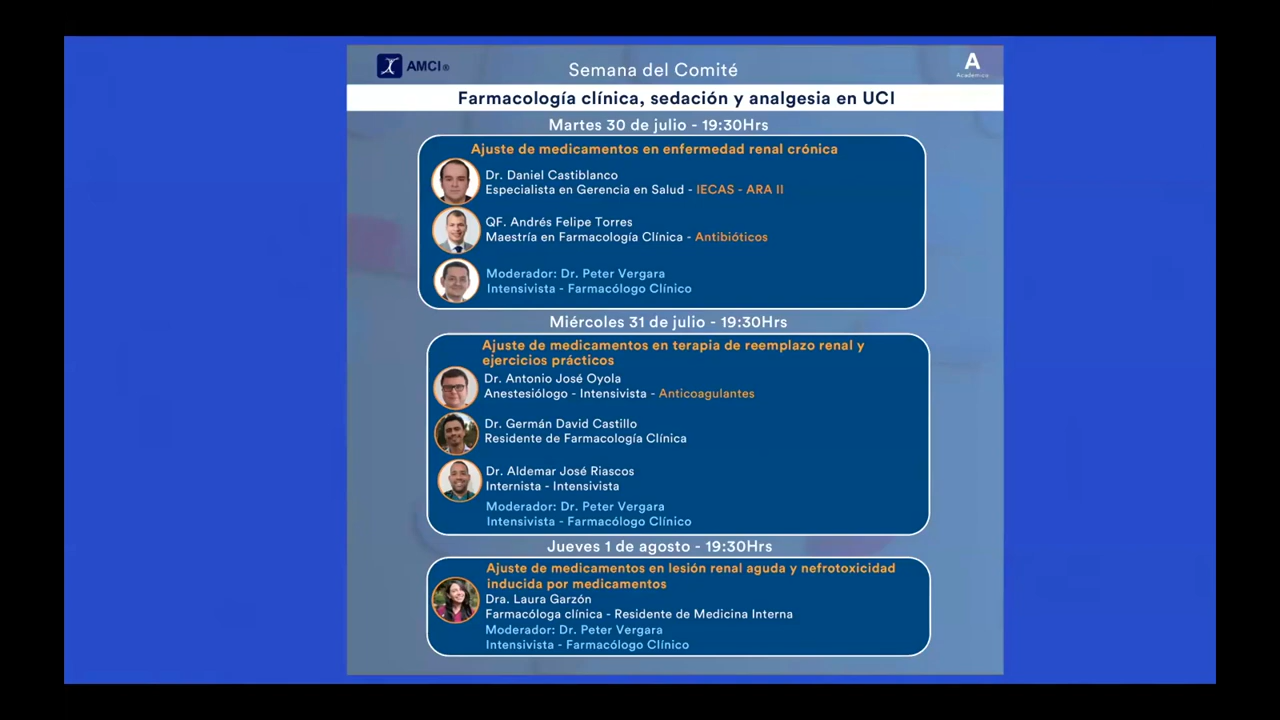 AMCI®
Semana del Comité
A
Académico
Farmacología clínica, sedación y analgesia en UCI
Martes 30 de julio - 19:30Hrs
Ajuste de medicamentos en enfermedad renal crónica
Dr. Daniel Castiblanco
Especialista en Gerencia en Salud - IECAS - ARA II
QF. Andrés Felipe Torres
Maestría en Farmacología Clínica - Antibióticos
Moderador: Dr. Peter Vergara
Intensivista - Farmacólogo Clínico
Miércoles 31 de julio - 19:30Hrs
Ajuste de medicamentos en terapia de reemplazo renal y
ejercicios prácticos
Dr. Antonio José Oyola
Anestesiólogo - Intensivista - Anticoagulantes
Dr. Germán David Castillo
Residente de Farmacología Clínica
Dr. Aldemar José Riascos
Internista - Intensivista
Moderador: Dr. Peter Vergara
Intensivista - Farmacólogo Clínico
Jueves 1 de agosto - 19:30Hrs
Ajuste de medicamentos en lesión renal aguda y nefrotoxicidad
inducida por medicamentos
Dra. Laura Garzón
Farmacóloga clínica - Residente de Medicina Interna
Moderador: Dr. Peter Vergara
Intensivista - Farmacólogo Clínico